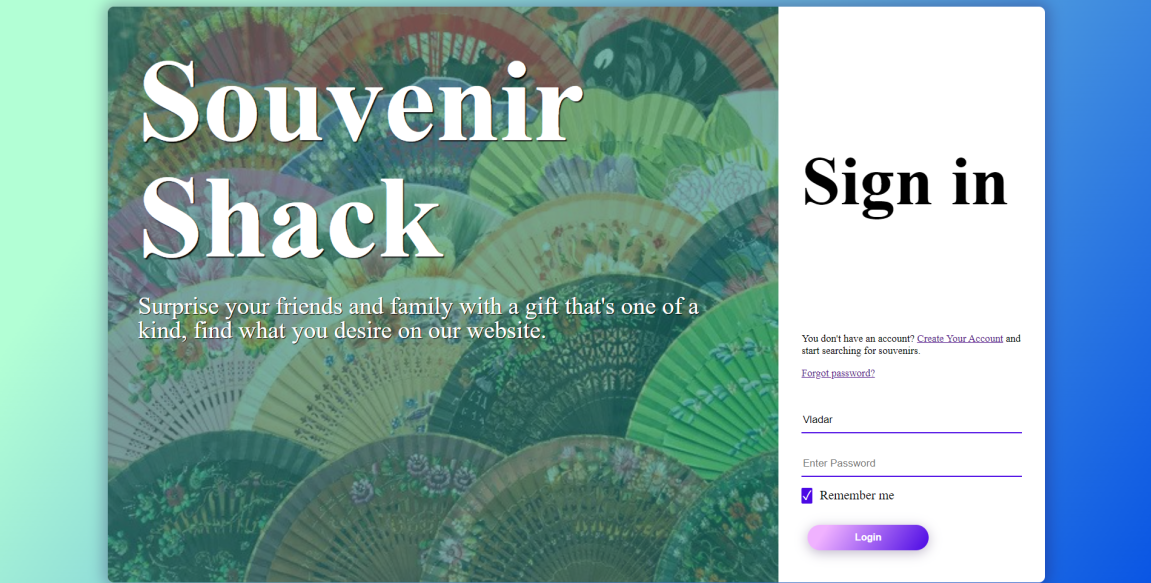 Souvenir
Shack
Surprise your friends and family with a gift that's one of a
kind, find what you desire on our website.
Sign in
You don't have an account? Create Your Account and
start searching for souvenirs.
Forgot password?
Vladar
Enter Password
Remember me
Login